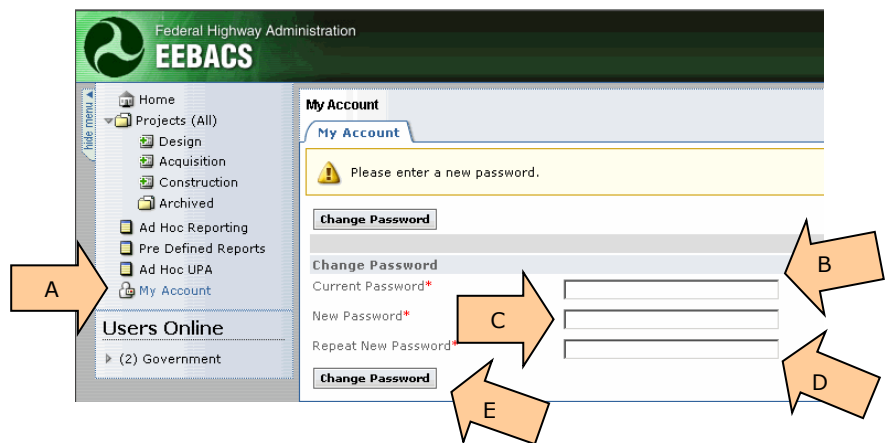 Federal Highway Administration
EEBACS
hide menu
Home
Projects (All)
Design
Acquisition
Construction
Archived
Ad Hoc Reporting
Pre Defined Reports
Ad Hoc UPA
My Account
Users Online
(2) Government
My Account
My Account
Please enter a new password.
Change Password
Change Password
Current Password*
New Password*
Repeat New Password*
Change Password
A
B
C
D
E